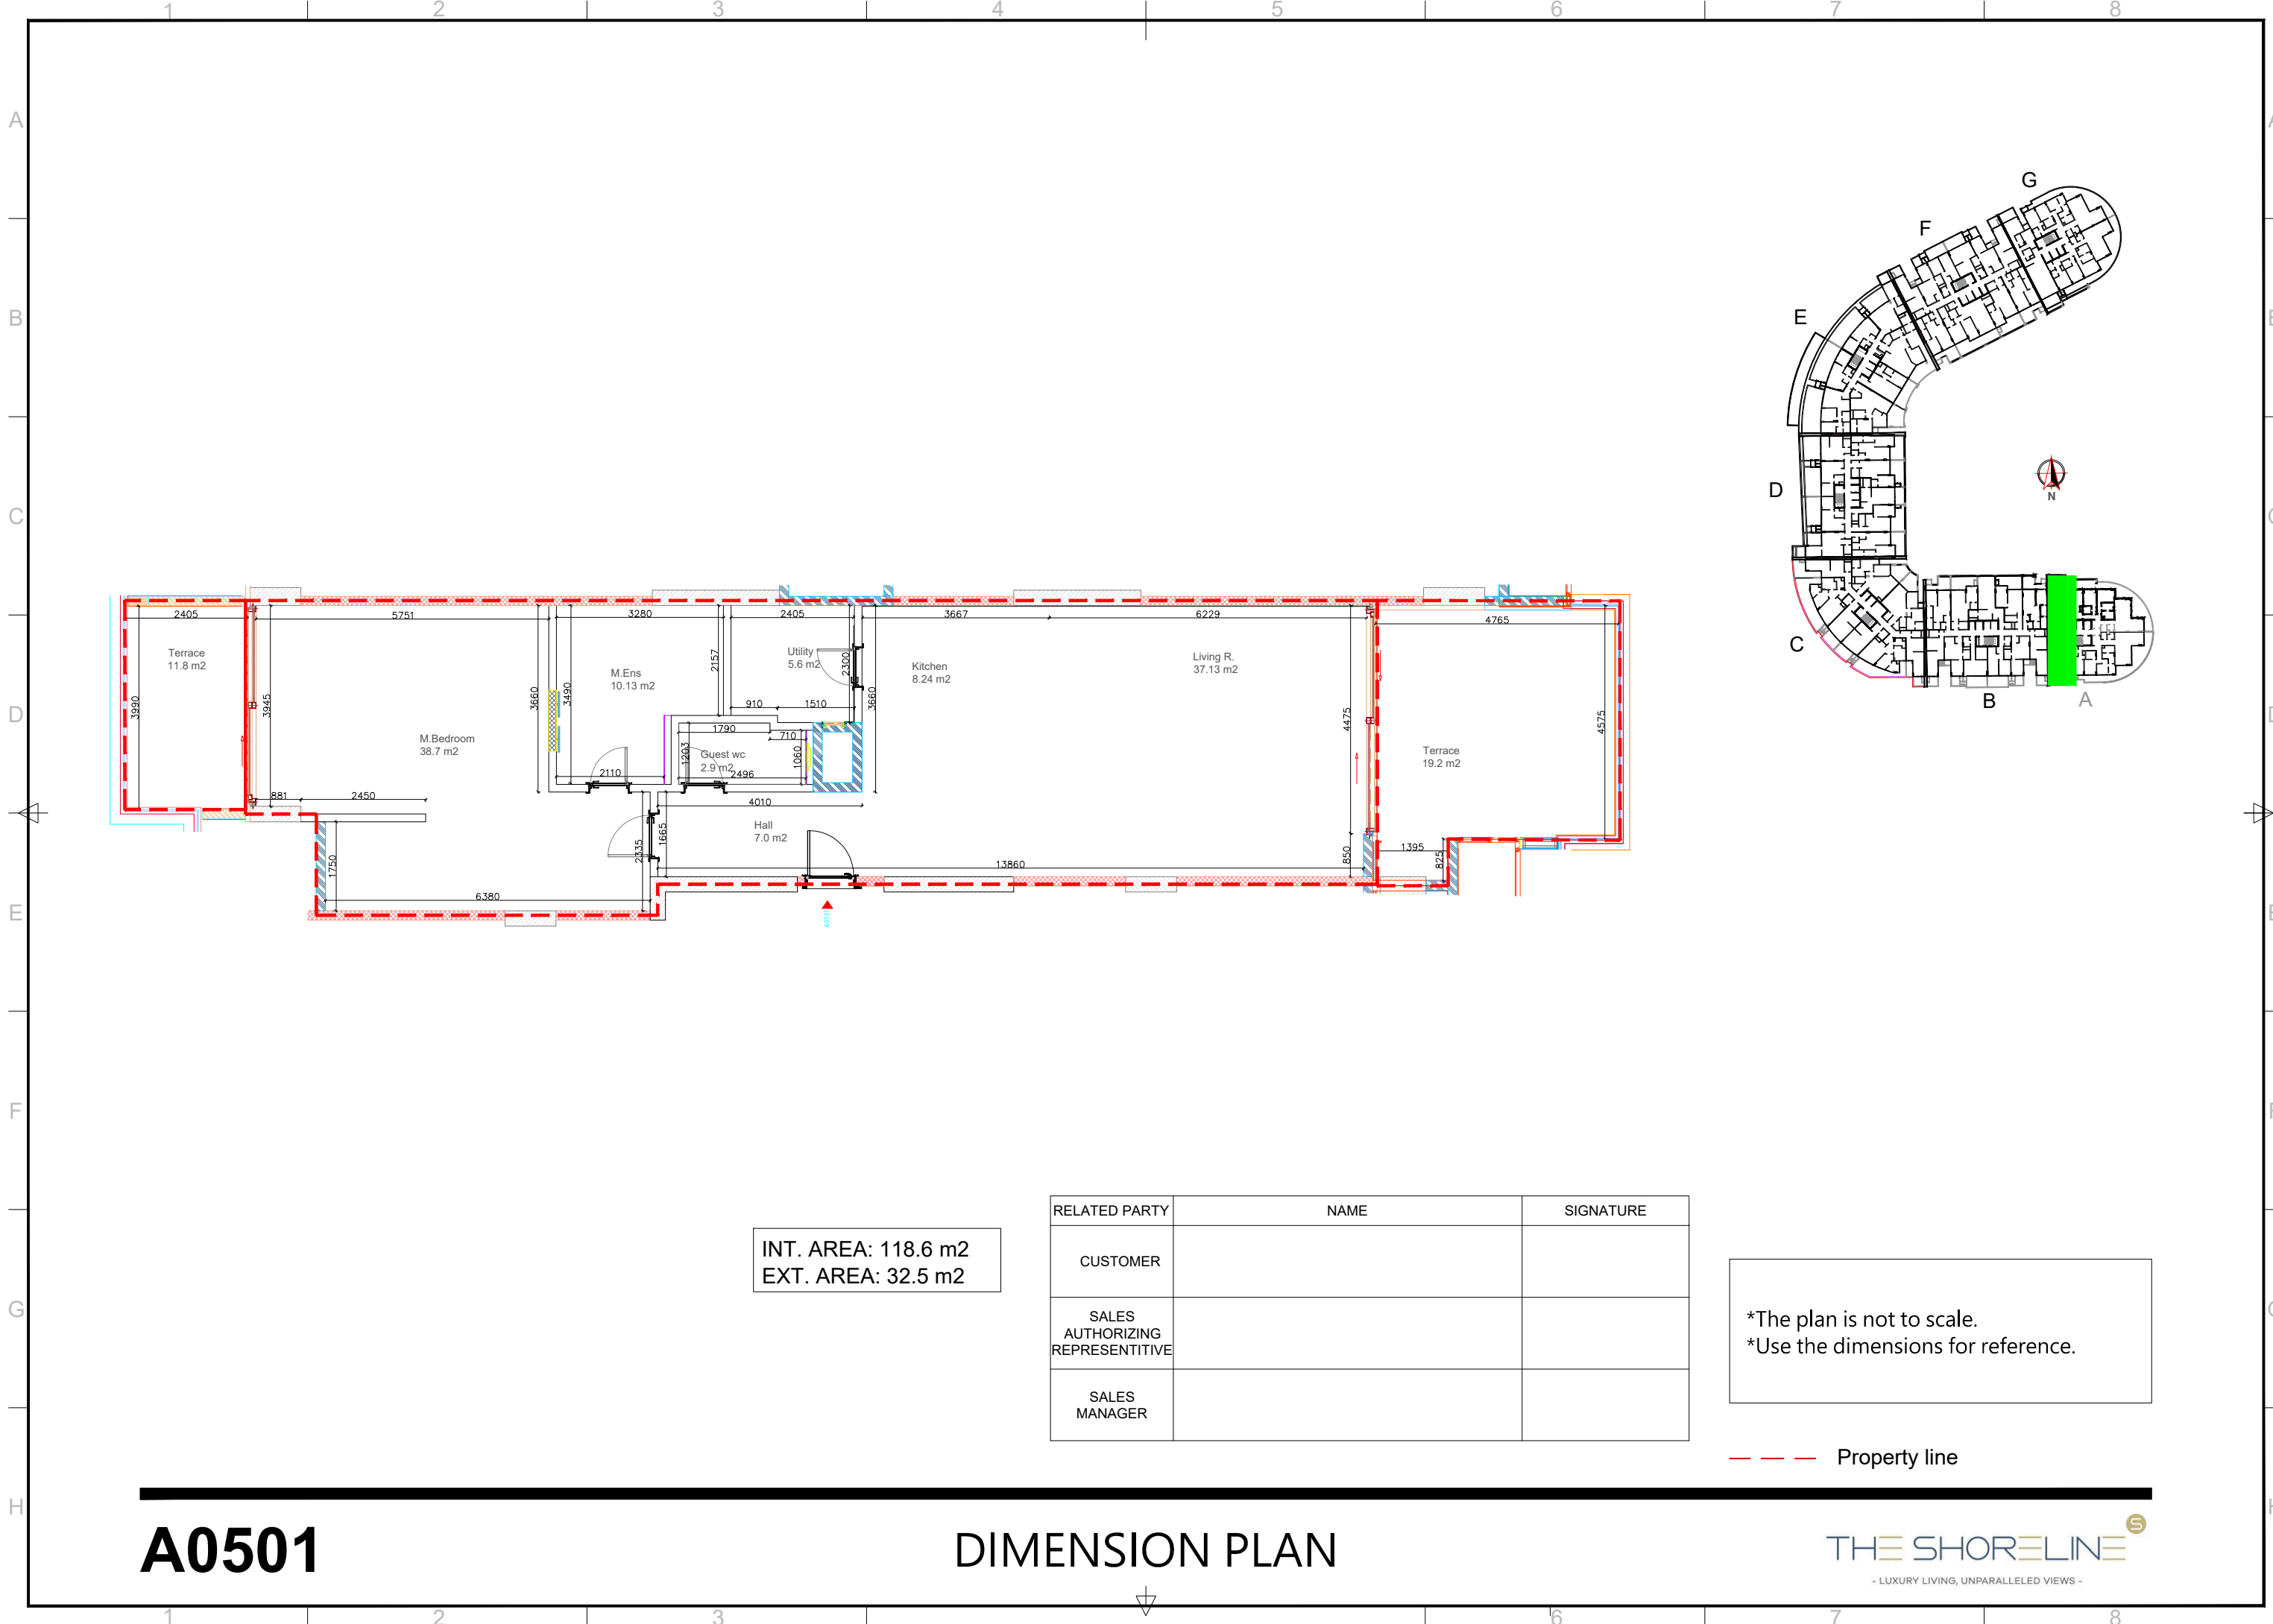 1 2 3 4 5 6 7 8
A
B
C
D
E
F
G
H
G
F
E
D
C
B
A
N
2405
5751
3280
2405
3667
6229
4765
Terrace
11.8 m2
3990
3945
M.Bedroom
38.7 m2
3660
3490
M.Ens
10.13 m2
2157
Utility
5.6 m2
2300
3660
910
1510
Kitchen
8.24 m2
Living R.
37.13 m2
4475
4575
Terrace
19.2 m2
1790
710
1203
1060
Guest wc
2.9 m2
2496
2110
881
2450
4010
Hall
7.0 m2
1665
2335
1750
6380
13860
850
1395
825
A0501
INT. AREA: 118.6 m2
EXT. AREA: 32.5 m2
RELATED PARTY NAME SIGNATURE
CUSTOMER
SALES
AUTHORIZING
REPRESENTITIVE
SALES
MANAGER
*The plan is not to scale.
*Use the dimensions for reference.
Property line
A0501
DIMENSION PLAN
S
THE SHORELINE
- LUXURY LIVING, UNPARALLELED VIEWS -
1 2 3 6 7 8